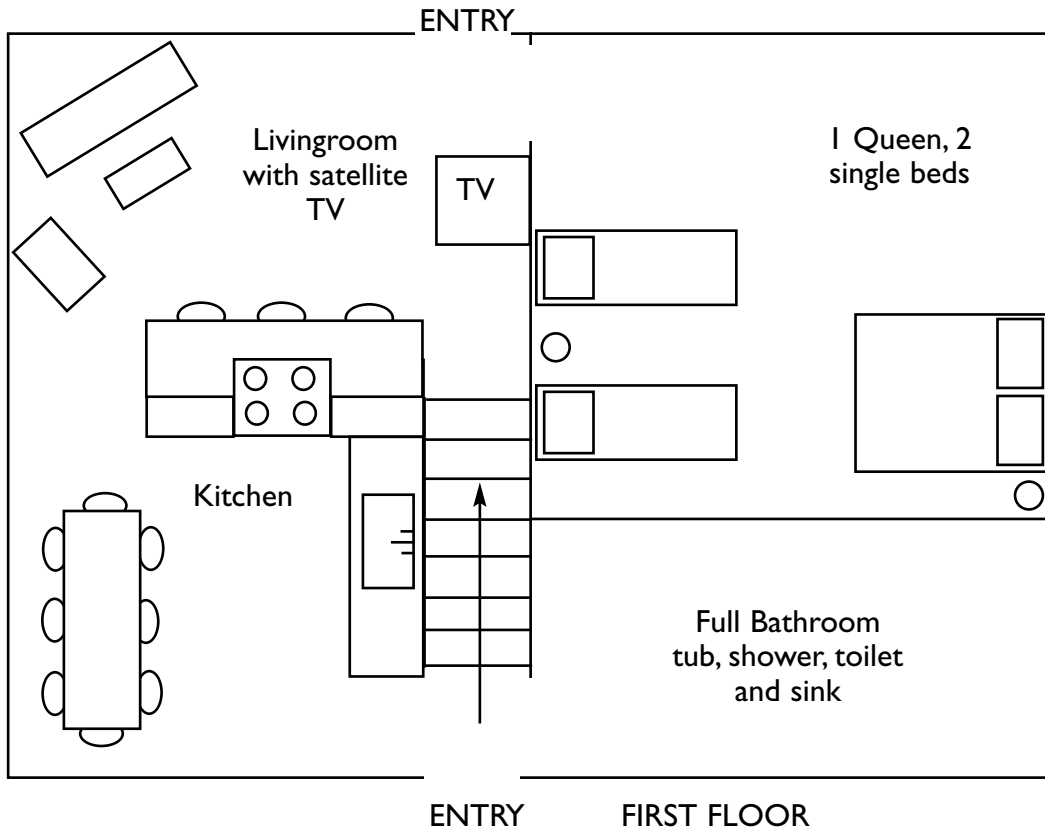 ENTRY
Livingroom
with satellite
TV
TV
1 Queen, 2
single beds
Kitchen
Full Bathroom
tub, shower, toilet
and sink
ENTRY
FIRST FLOOR